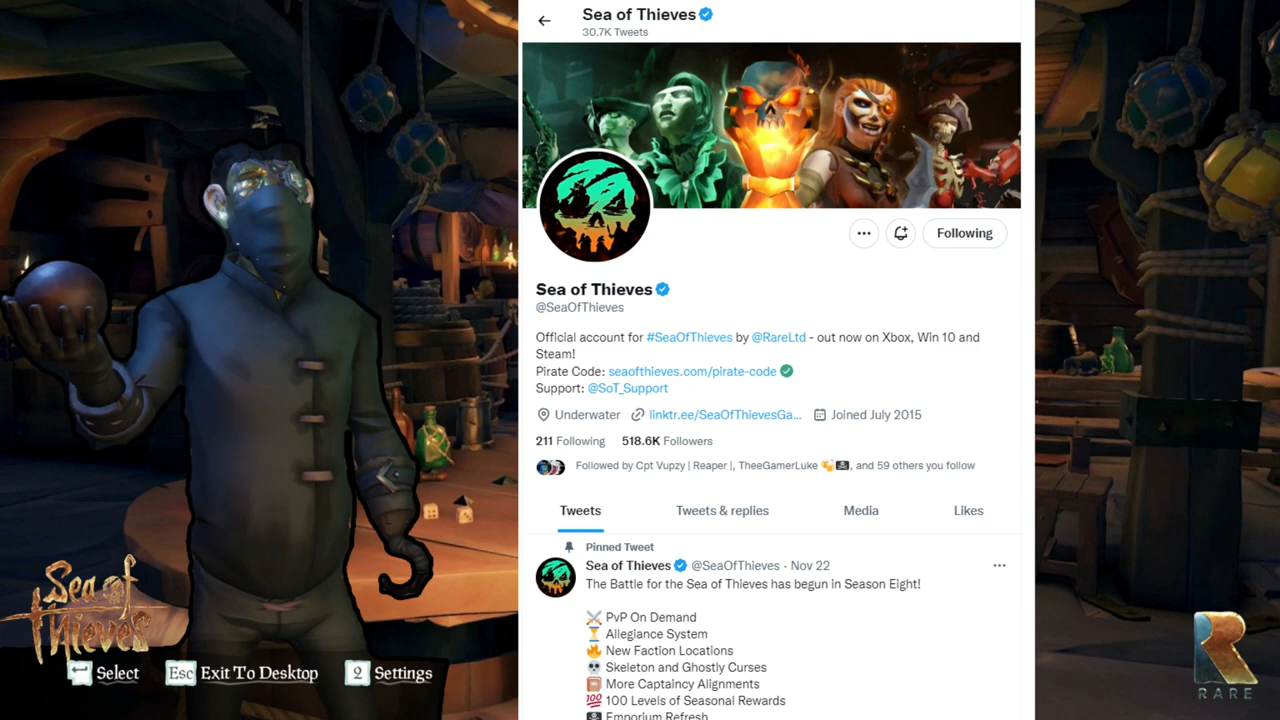 Sea of Thieves
30.7K Tweets
Following
Sea of Thieves
@SeaOfThieves
Official account for #SeaOfThieves by @RareLtd - out now on Xbox, Win 10 and
Steam!
Pirate Code: seaofthieves.com/pirate-code
Support: @SoT_Support
Underwater linktr.ee/SeaOfThievesGa... Joined July 2015
211 Following 518.6K Followers
Followed by Cpt Vupzy | Reaper |, TheeGamerLuke, and 59 others you follow
Tweets Tweets & replies Media Likes
Pinned Tweet
Sea of Thieves @SeaOfThieves · Nov 22
The Battle for the Sea of Thieves has begun in Season Eight!
PvP On Demand
Allegiance System
New Faction Locations
Skeleton and Ghostly Curses
More Captaincy Alignments
100 100 Levels of Seasonal Rewards
Emporium Refresh
Sea of
Thieves
Select Esc Exit To Desktop 2 Settings
R
RARE